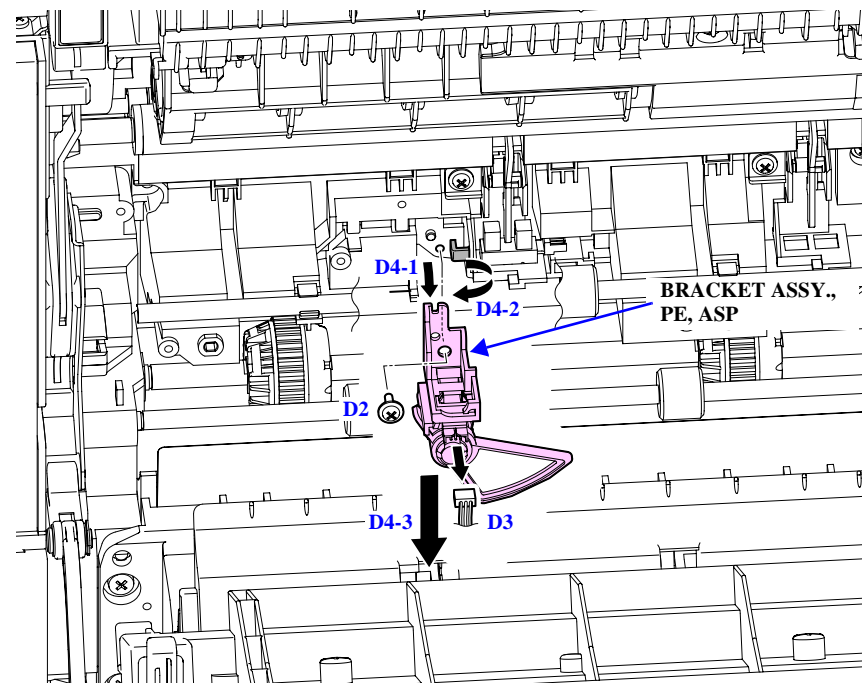 D4-1
D4-2
BRACKET ASSY.,
PE, ASP
D2
D4-3
D3